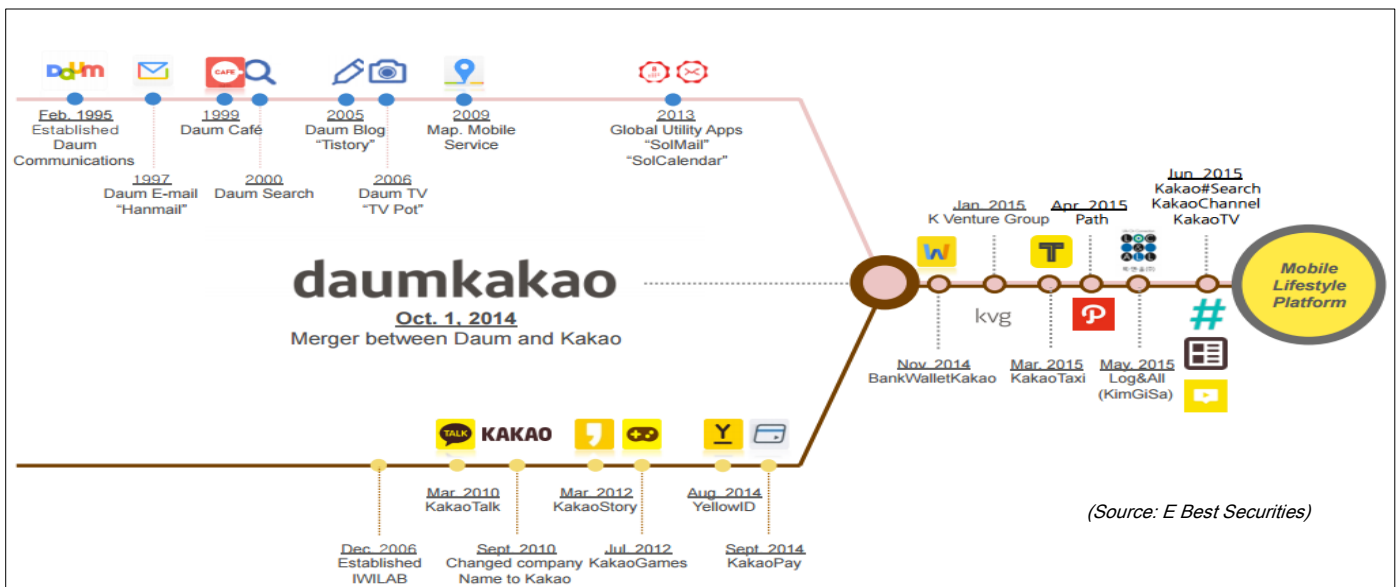 Daum
CAFE
Feb. 1995
Established
Daum
Communications
1997
Daum E-mail
"Hanmail"
1999
Daum Café
2000
Daum Search
2005
Daum Blog
"Tistory"
2006
Daum TV
"TV Pot"
2009
Map. Mobile
Service
2013
Global Utility Apps
"SolMail"
"SolCalendar"
daumkakao
Oct. 1, 2014
Merger between Daum and Kakao
Jan. 2015
K Venture Group
Apr. 2015
Path
Jun. 2015
Kakao#Search
KakaoChannel
KakaoTV
W
T
LOC
A
ALL
kvg
P
#
Nov. 2014
BankWalletKakao
Mar. 2015
KakaoTaxi
May. 2015
Log&All
(KimGiSa)
Mobile
Lifestyle
Platform
TALK
KAKAO
Y
Mar. 2010
KakaoTalk
Mar. 2012
KakaoStory
Aug. 2014
YellowID
Dec. 2006
Established
IWILAB
Sept. 2010
Changed company
Name to Kakao
Jul. 2012
KakaoGames
Sept. 2014
KakaoPay
(Source: E Best Securities)